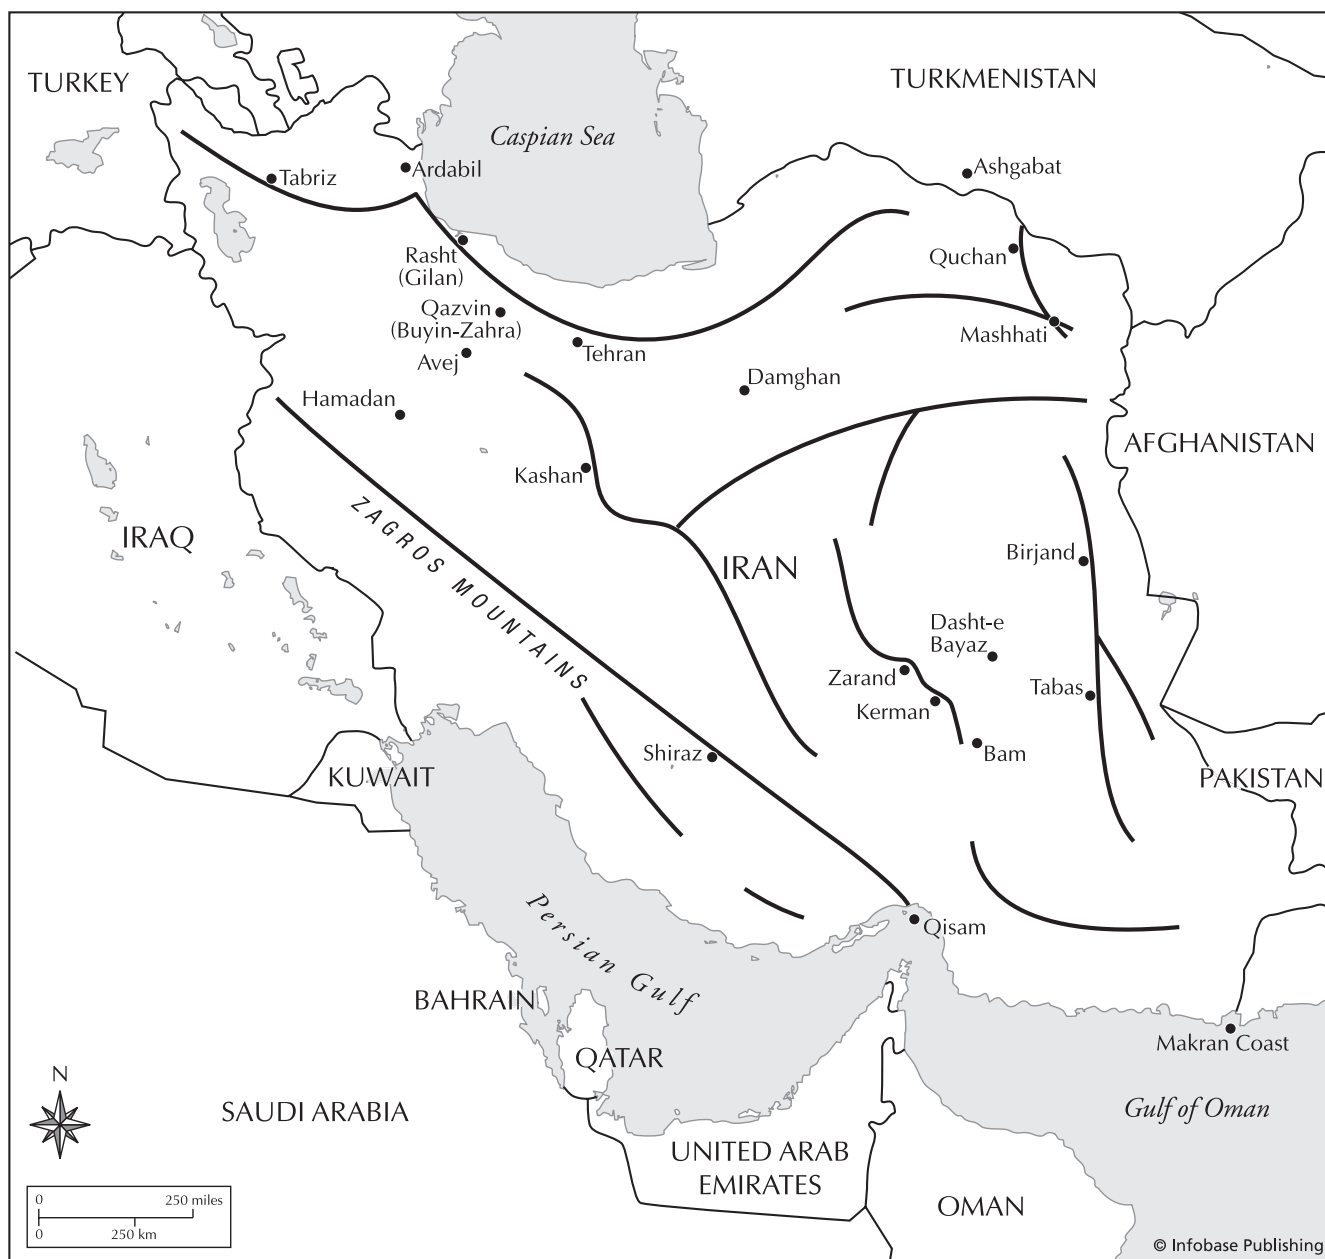 TURKEY
TURKMENISTAN
Caspian Sea
Tabriz
Ardabil
Ashgabat
Rasht
(Gilan)
Quchan
Qazvin
(Buyin-Zahra)
Mashhati
Avej
Tehran
Damghan
Hamadan
AFGHANISTAN
Kashan
ZAGROS MOUNTAINS
IRAQ
IRAN
Birjand
Dasht-e
Bayaz
Zarand
Tabas
Kerman
Shiraz
Bam
KUWAIT
PAKISTAN
Persian Gulf
Qisam
BAHRAIN
QATAR
Makran Coast
N
SAUDI ARABIA
Gulf of Oman
UNITED ARAB
EMIRATES
OMAN
0 250 miles
0 250 km
© Infobase Publishing